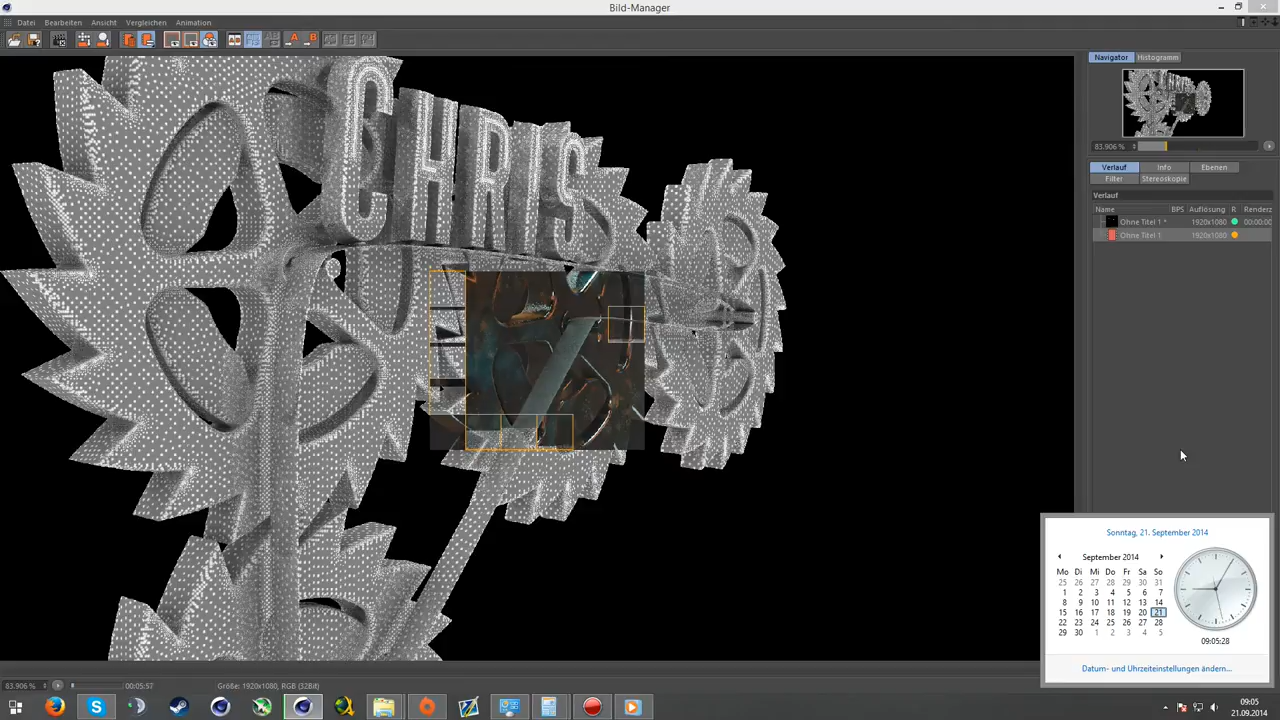 Bild-Manager
Datei Bearbeiten Ansicht Vergleichen Animation
Navigator Histogramm
CHRIS
83.906 %
Verlauf Info Ebenen
Filter Stereoskopie
Verlauf
Name BPS Auflösung R Renderz
Ohne Titel 1 * 1920x1080 00:00:00
Ohne Titel 1 1920x1080
Sonntag, 21. September 2014
September 2014
Mo Di Mi Do Fr Sa So
25 26 27 28 29 30 31
1 2 3 4 5 6 7
8 9 10 11 12 13 14
15 16 17 18 19 20 21
22 23 24 25 26 27 28
29 30 1 2 3 4 5
09:05:28
Datum- und Uhrzeiteinstellungen ändern...
83.906 % 00:05:57 Größe: 1920x1080, RGB (32Bit)
09:05
21.09.2014